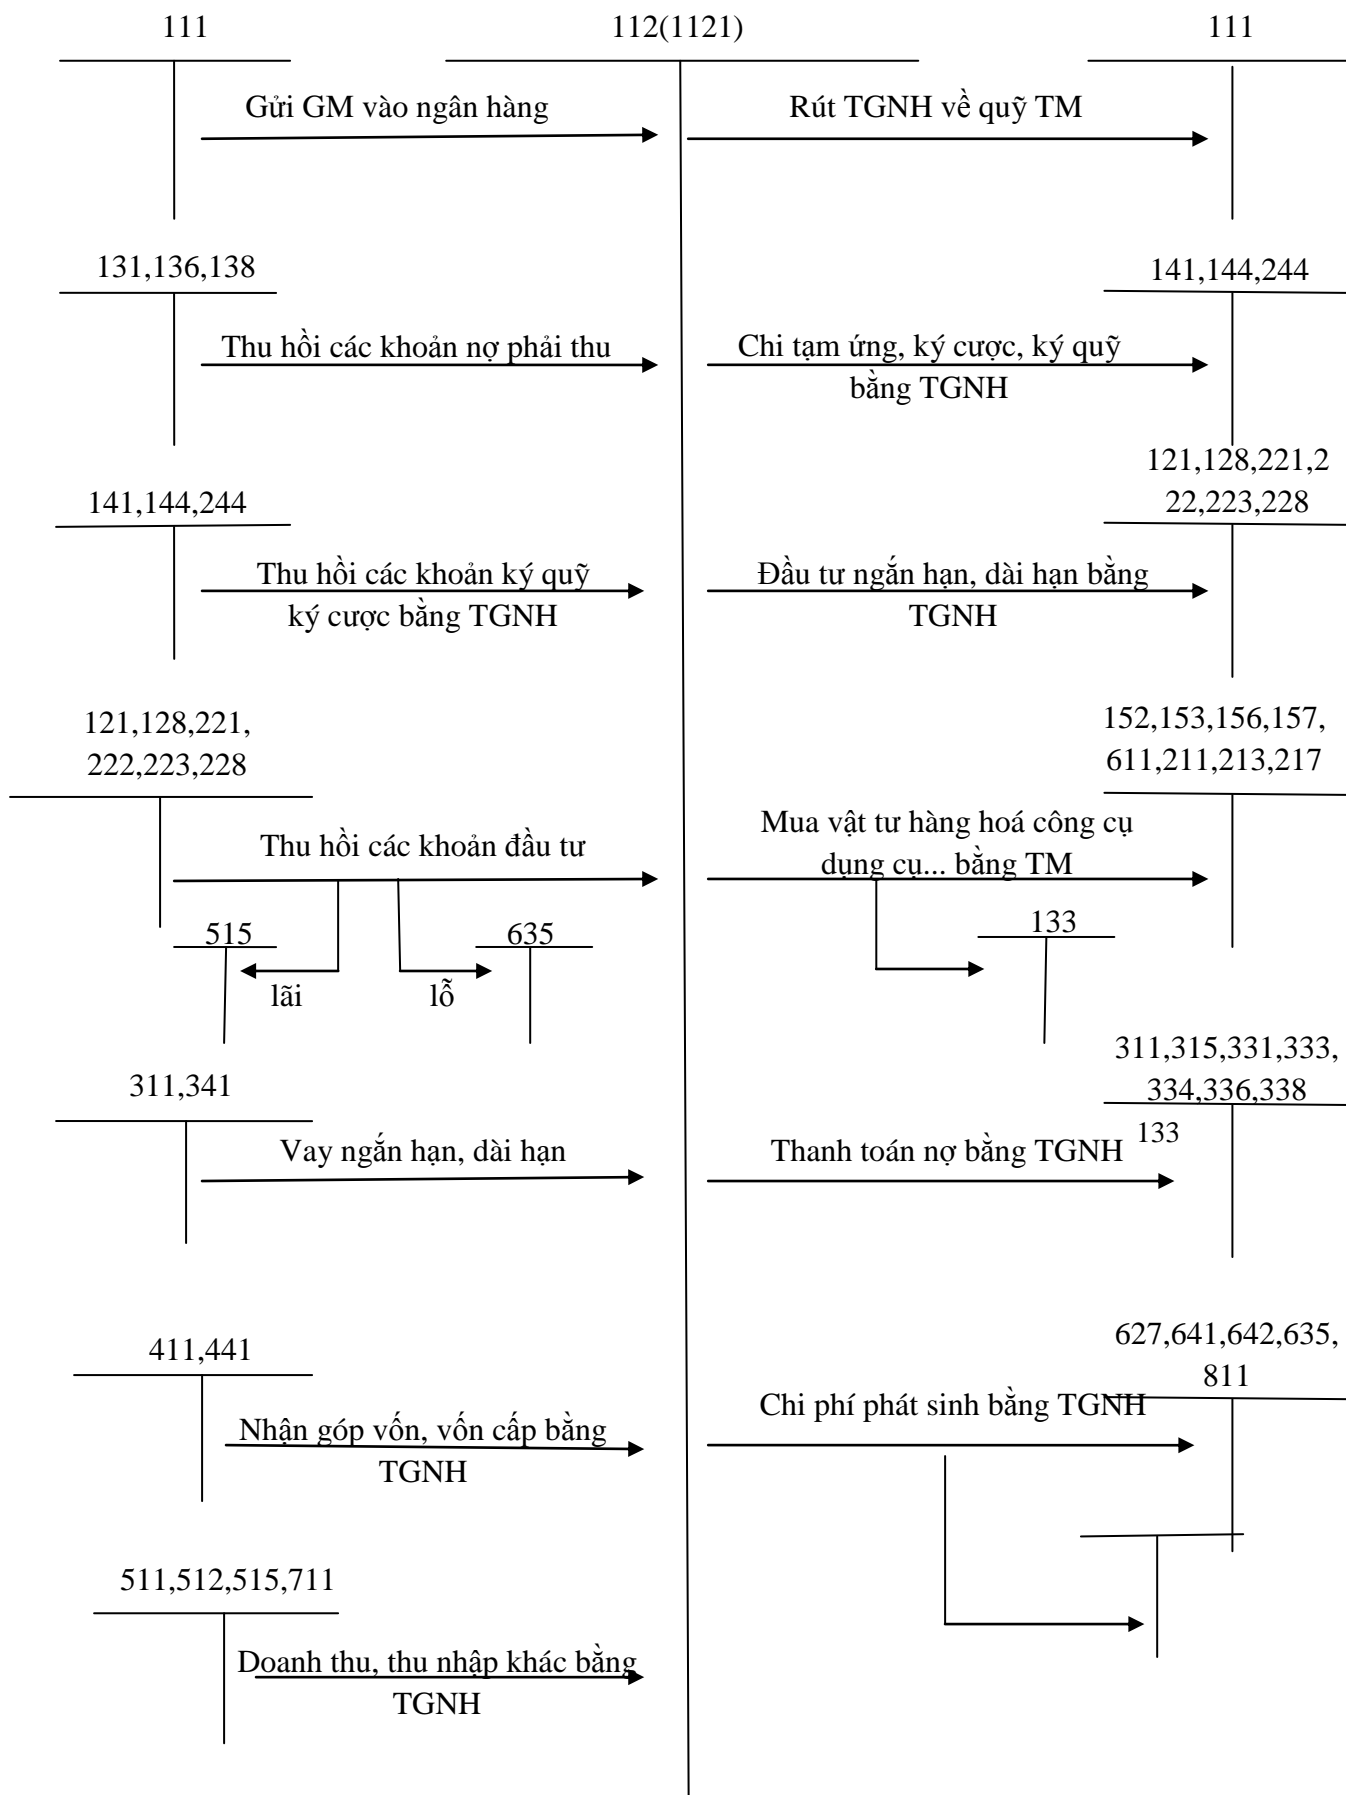 111
112(1121)
111
Gửi GM vào ngân hàng
Rút TGNH về quỹ TM
131,136,138
141,144,244
Thu hồi các khoản nợ phải thu
Chi tạm ứng, ký cược, ký quỹ
bằng TGNH
141,144,244
121,128,221,2
22,223,228
Thu hồi các khoản ký quỹ
ký cược bằng TGNH
Đầu tư ngắn hạn, dài hạn bằng
TGNH
121,128,221,
222,223,228
152,153,156,157,
611,211,213,217
Thu hồi các khoản đầu tư
Mua vật tư hàng hoá công cụ
dụng cụ... bằng TM
515
635
133
lãi
lỗ
311,341
311,315,331,333,
334,336,338
133
Vay ngắn hạn, dài hạn
Thanh toán nợ bằng TGNH
411,441
627,641,642,635,
811
Nhận góp vốn, vốn cấp bằng
TGNH
Chi phí phát sinh bằng TGNH
511,512,515,711
Doanh thu, thu nhập khác bằng
TGNH